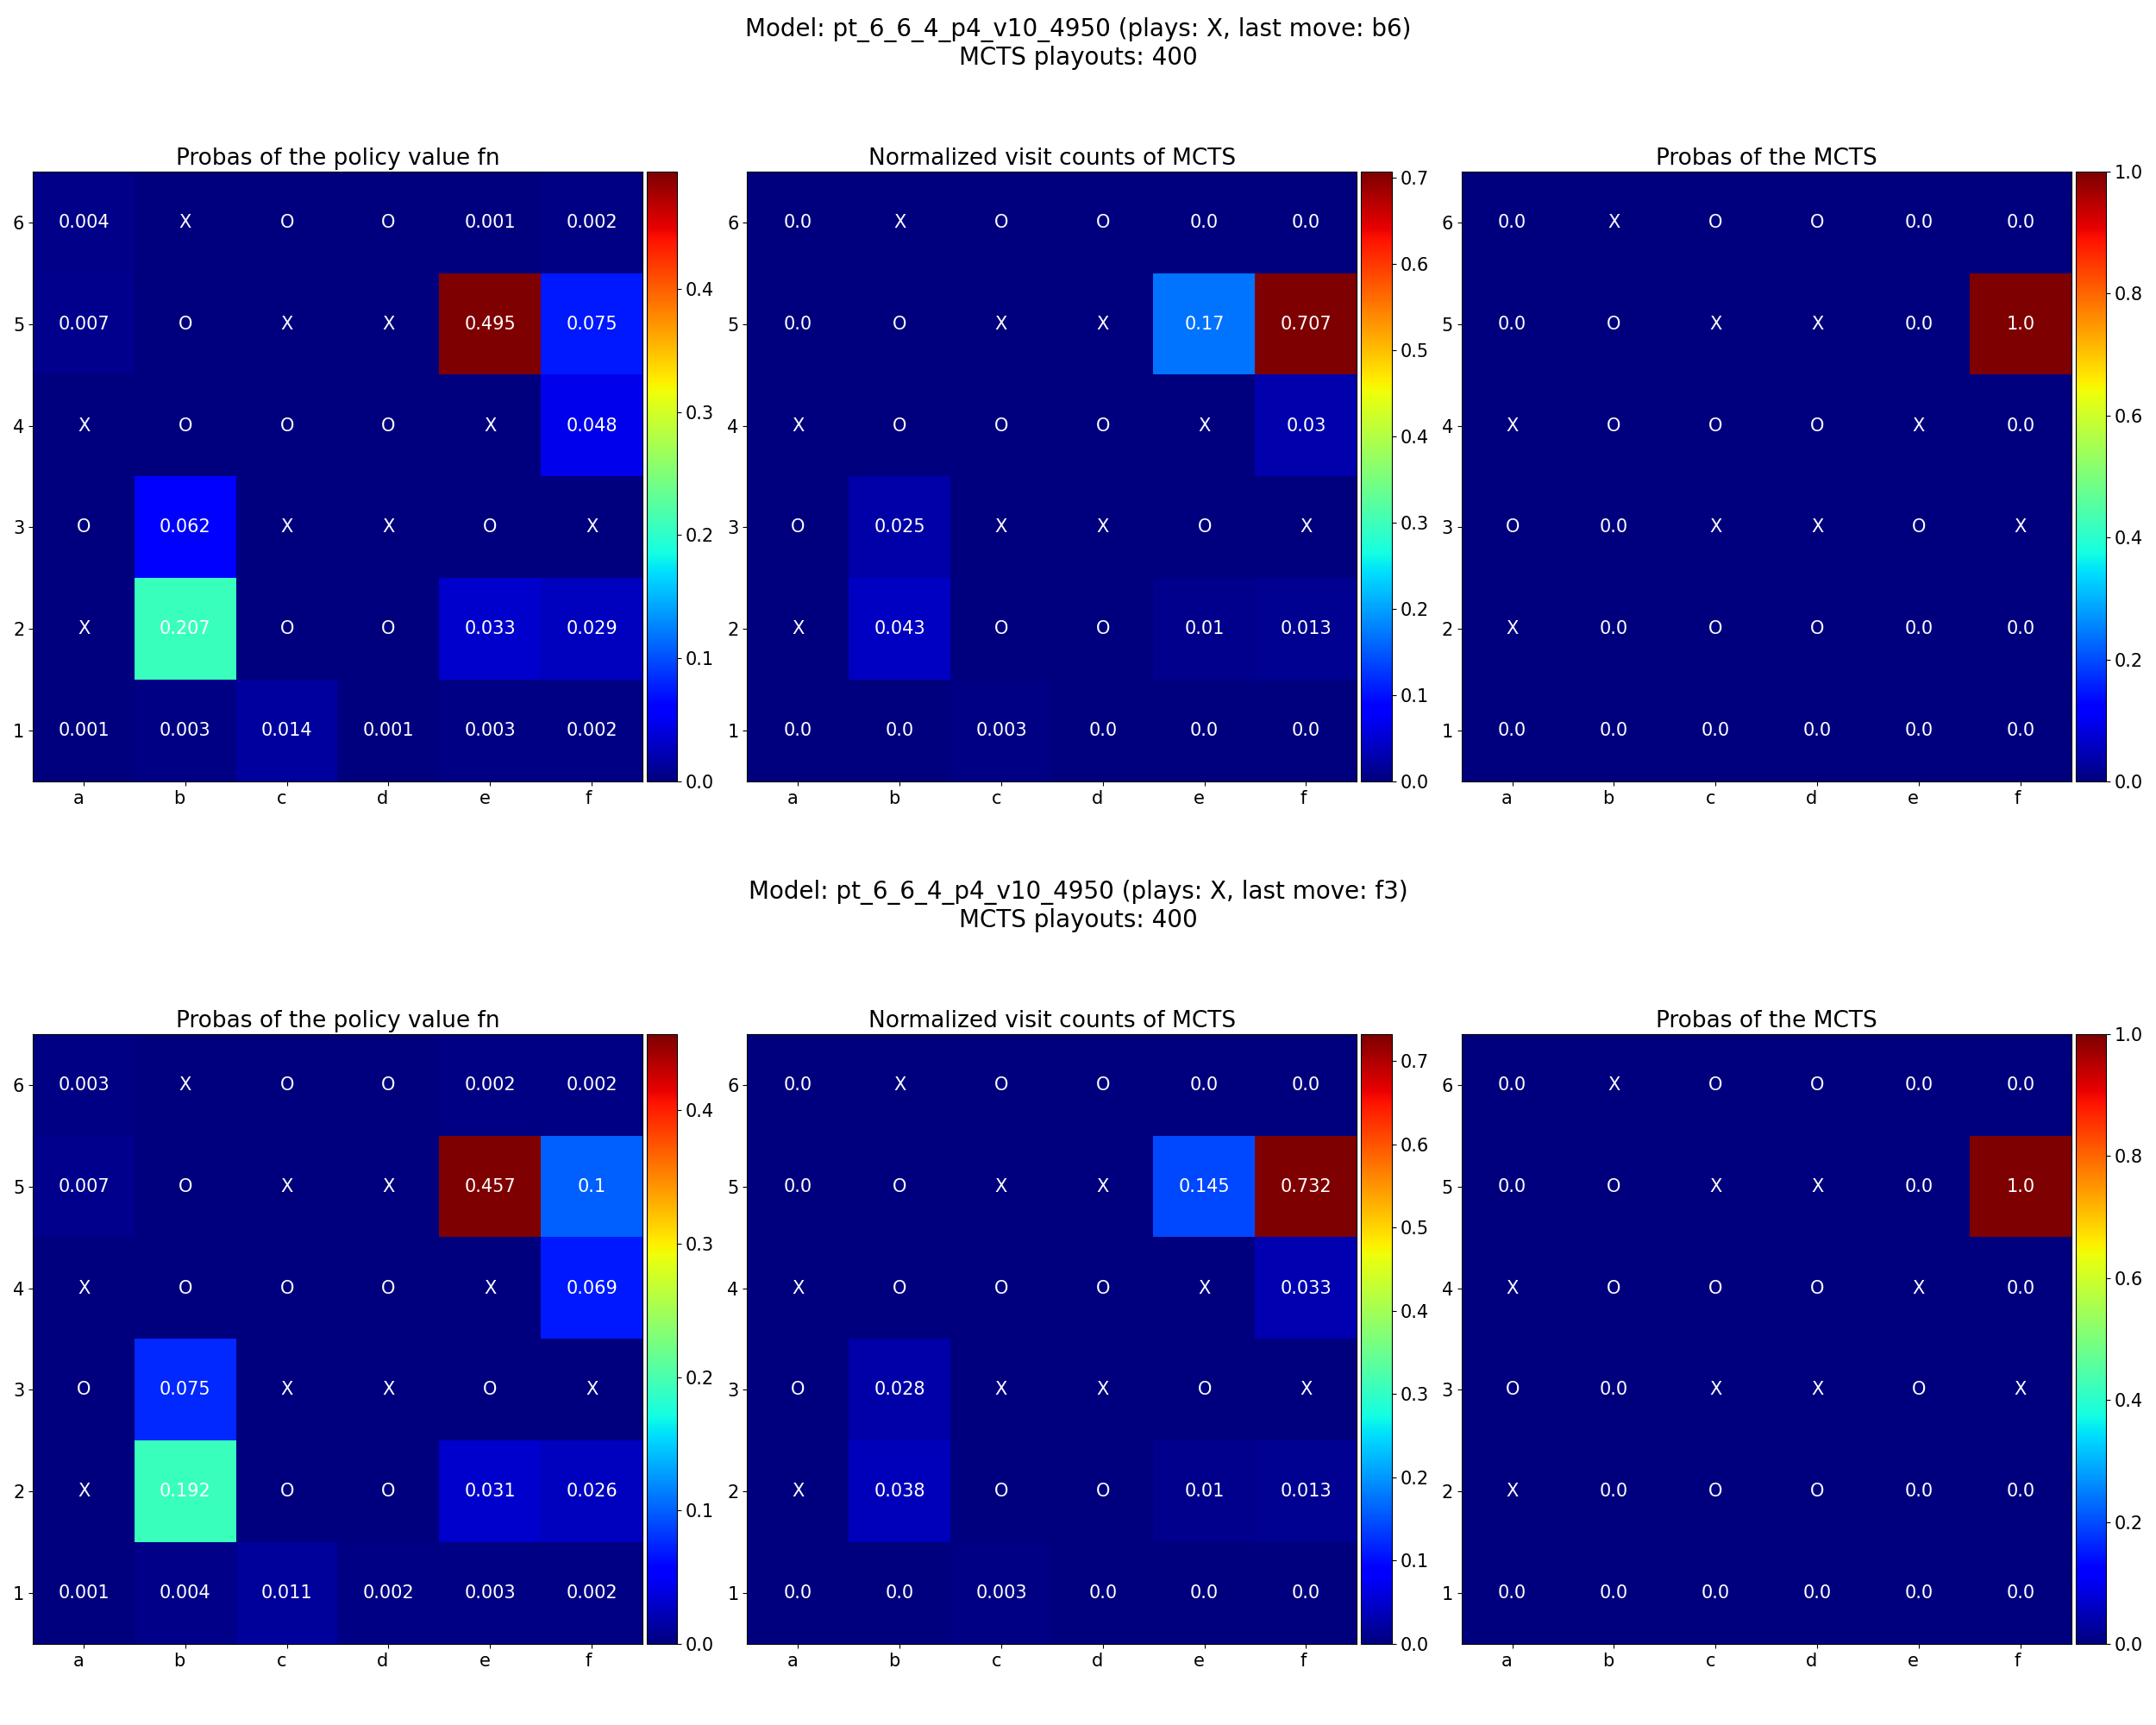 Model: pt_6_6_4_p4_v10_4950 (plays: X, last move: b6)
MCTS playouts: 400
Probas of the policy value fn
6 0.004 X O O 0.001 0.002
5 0.007 O X X 0.495 0.075
4 X O O O X 0.048
3 O 0.062 X X O X
2 X 0.207 O O 0.033 0.029
1 0.001 0.003 0.014 0.001 0.003 0.002
a b c d e f
0.4
0.3
0.2
0.1
0.0
Normalized visit counts of MCTS
0.0 X O O 0.0 0.0
0.0 O X X 0.17 0.707
X O O O X 0.03
O 0.025 X X O X
X 0.043 O O 0.01 0.013
0.0 0.0 0.003 0.0 0.0 0.0
6
5
4
3
2
1
a b c d e f
0.7
0.6
0.5
0.4
0.3
0.2
0.1
0.0
Probas of the MCTS
6 0.0 X O O 0.0 0.0
5 0.0 O X X 0.0 1.0
4 X O O O X 0.0
3 O 0.0 X X O X
2 X 0.0 O O 0.0 0.0
1 0.0 0.0 0.0 0.0 0.0 0.0
a b c d e f
1.0
0.8
0.6
0.4
0.2
0.0
Model: pt_6_6_4_p4_v10_4950 (plays: X, last move: f3)
MCTS playouts: 400
Probas of the policy value fn
6 0.003 X O O 0.002 0.002
5 0.007 O X X 0.457 0.1
4 X O O O X 0.069
3 O 0.075 X X O X
2 X 0.192 O O 0.031 0.026
1 0.001 0.004 0.011 0.002 0.003 0.002
a b c d e f
0.4
0.3
0.2
0.1
0.0
Normalized visit counts of MCTS
6 0.0 X O O 0.0 0.0
5 0.0 O X X 0.145 0.732
4 X O O O X 0.033
3 O 0.028 X X O X
2 X 0.038 O O 0.01 0.013
1 0.0 0.0 0.003 0.0 0.0 0.0
a b c d e f
0.7
0.6
0.5
0.4
0.3
0.2
0.1
0.0
Probas of the MCTS
6 0.0 X O O 0.0 0.0
5 0.0 O X X 0.0 1.0
4 X O O O X 0.0
3 O 0.0 X X O X
2 X 0.0 O O 0.0 0.0
1 0.0 0.0 0.0 0.0 0.0 0.0
a b c d e f
1.0
0.8
0.6
0.4
0.2
0.0